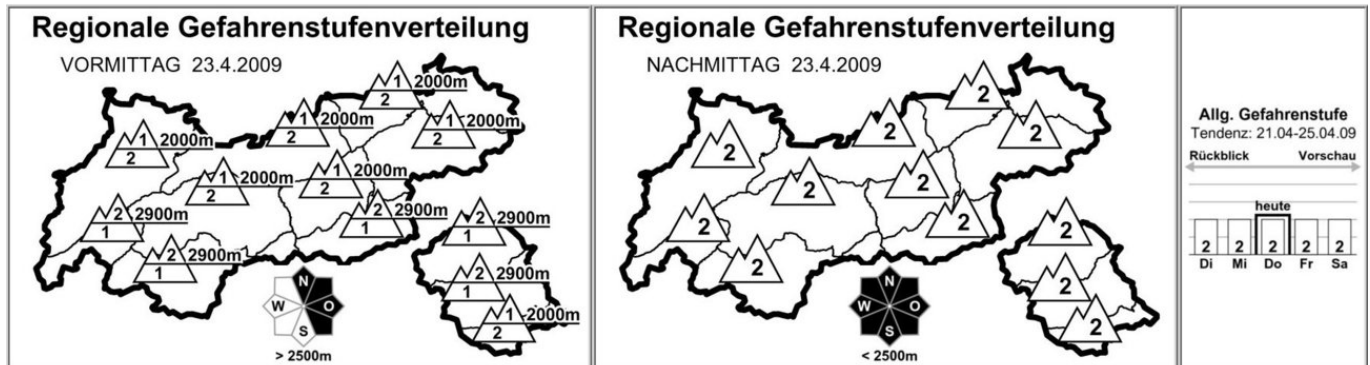 Regionale Gefahrenstufenverteilung
VORMITTAG 23.4.2009
1 2000m
2
1 2000m
2
1 2000m
2
1 2000m
2
1 2000m
2
1 2000m
2
2 2900m
1
2 2900m
1
2 2900m
1
2 2900m
1
2 2900m
1
1 2000m
2
N
W O
S
> 2500m
Regionale Gefahrenstufenverteilung
NACHMITTAG 23.4.2009
2
2
2
2
2
2
2
2
2
2
2
2
N
W O
S
< 2500m
Allg. Gefahrenstufe
Tendenz: 21.04-25.04.09
Rückblick Vorschau
heute
2 2 2 2 2
Di Mi Do Fr Sa